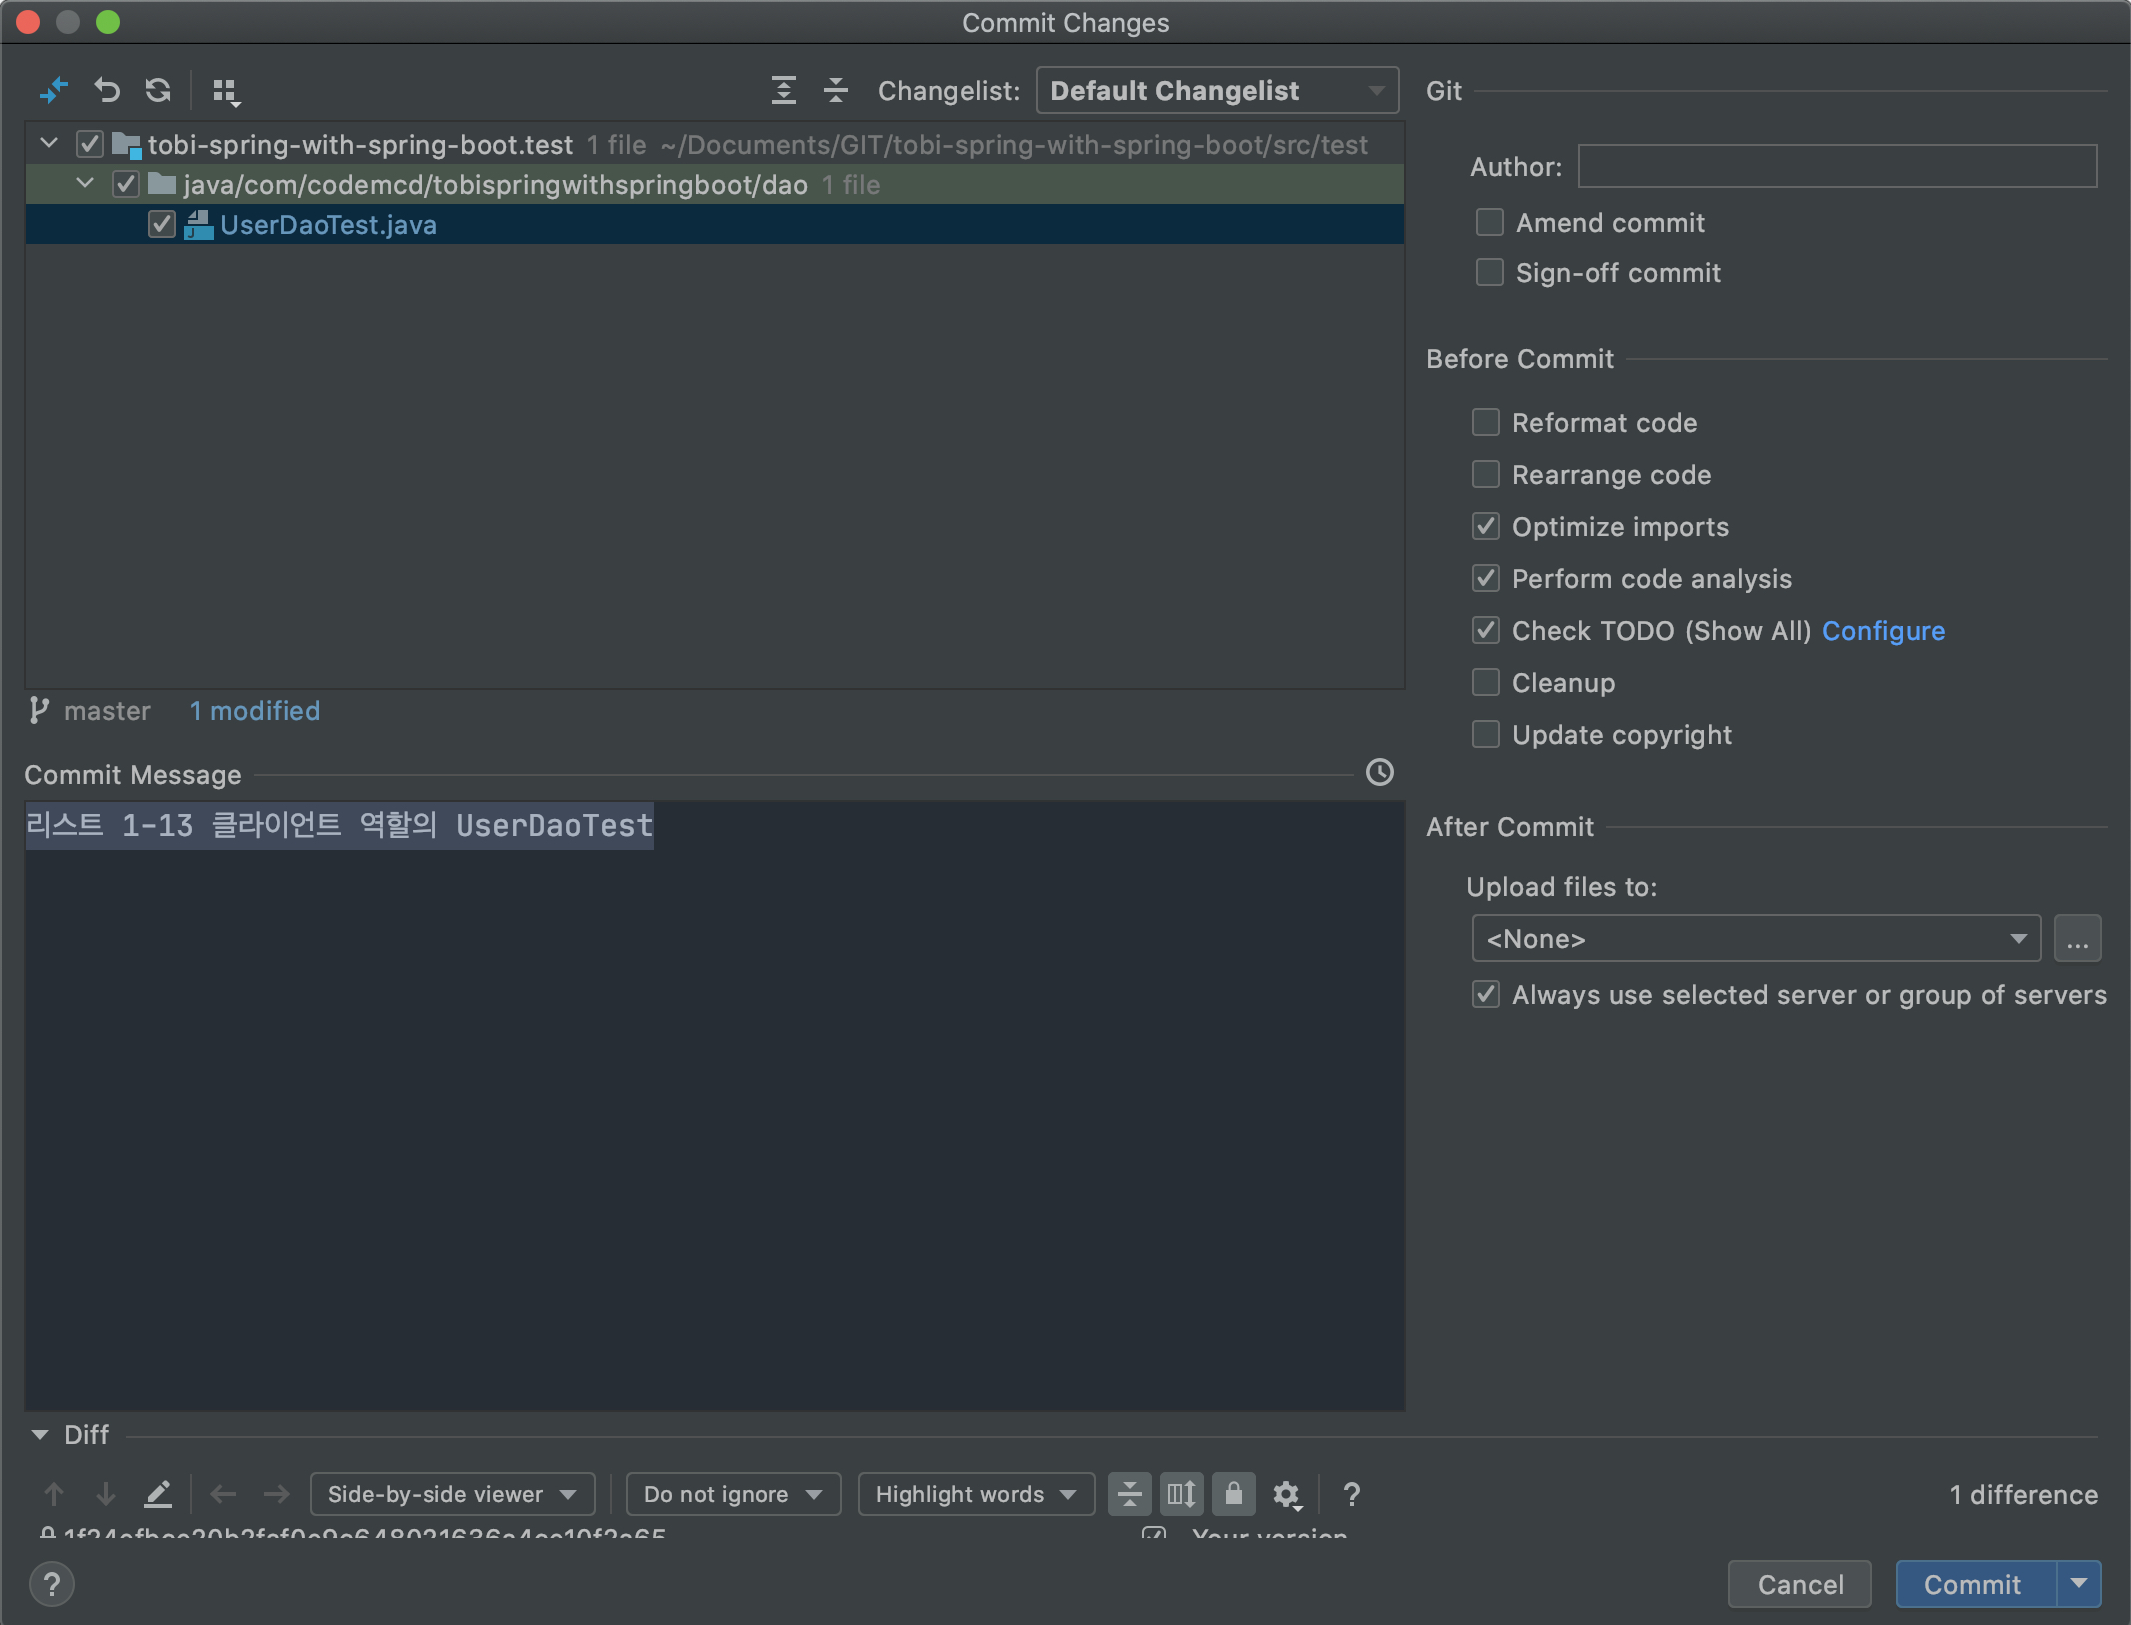 Commit Changes
Changelist: Default Changelist
tobi-spring-with-spring-boot.test 1 file ~/Documents/GIT/tobi-spring-with-spring-boot/src/test
java/com/codemcd/tobispringwithspringboot/dao 1 file
UserDaoTest.java
master 1 modified
Commit Message
리스트 1-13 클라이언트 역할의 UserDaoTest
Git
Author:
Amend commit
Sign-off commit
Before Commit
Reformat code
Rearrange code
Optimize imports
Perform code analysis
Check TODO (Show All) Configure
Cleanup
Update copyright
After Commit
Upload files to:
<None> ...
Always use selected server or group of servers
Diff
Side-by-side viewer Do not ignore Highlight words ? 1 difference
Your version
? Cancel Commit